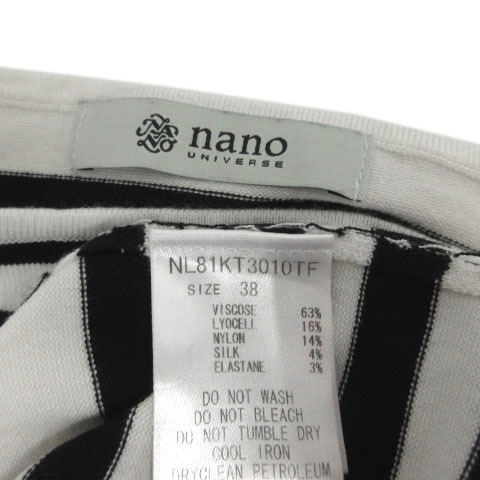 nano
UNIVERSE
NL81KT3010TF
SIZE 38
VISCOSE 63%
LYOCELL 16%
NYLON 14%
SILK 4%
ELASTANE 3%
DO NOT WASH
DO NOT BLEACH
DO NOT TUMBLE DRY
COOL IRON
DRYCLEAN PETROLEUM